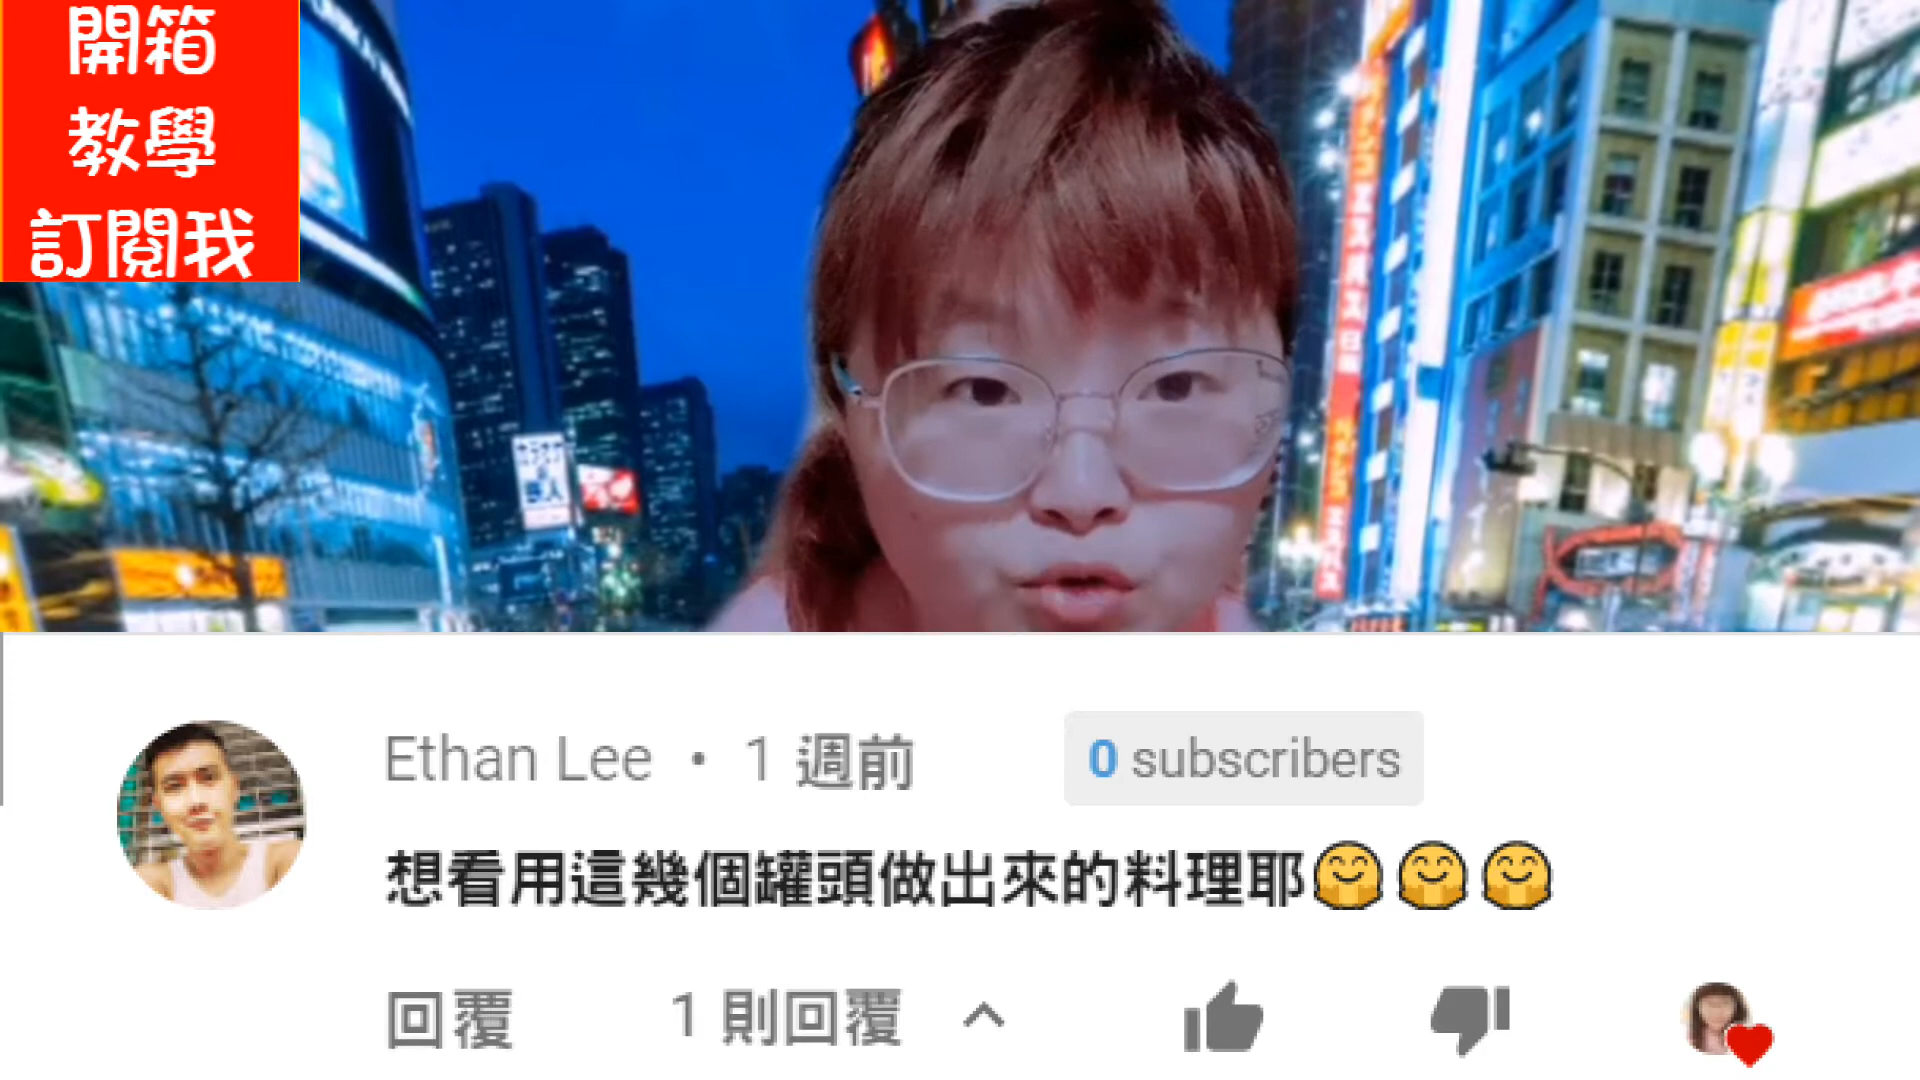 開箱
教學
訂閱我
Ethan Lee • 1 週前
0 subscribers
想看用這幾個罐頭做出來的料理耶🤗🤗🤗
回覆
1 則回覆